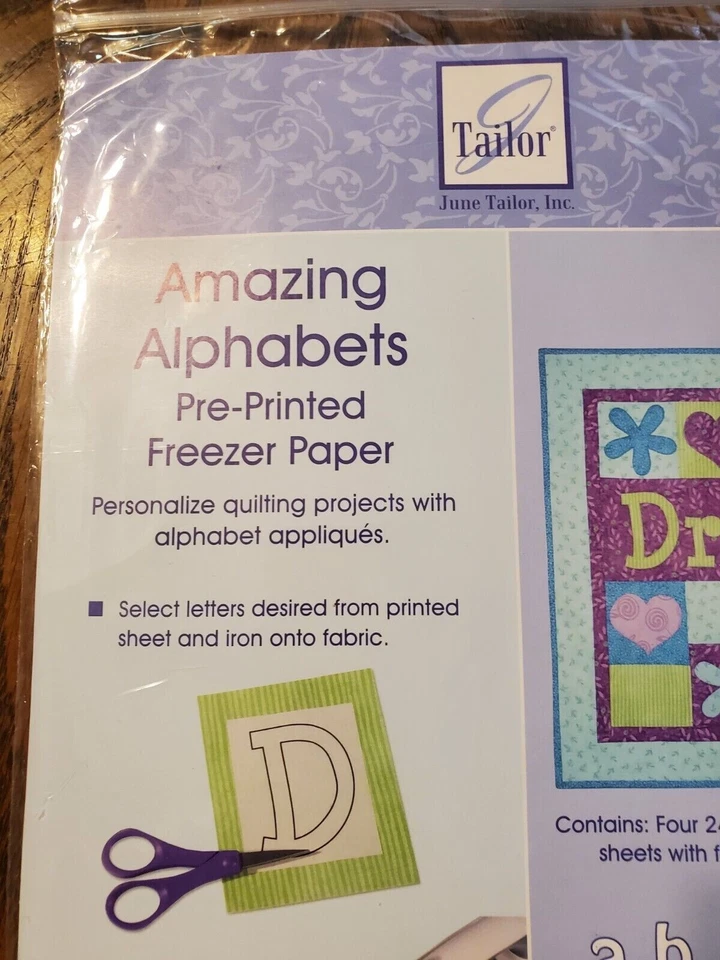 Tailor®
June Tailor, Inc.
Amazing
Alphabets
Pre-Printed
Freezer Paper
Personalize quilting projects with
alphabet appliqués.
■ Select letters desired from printed
sheet and iron onto fabric.
D
Dr
Contains: Four
sheets with
a b